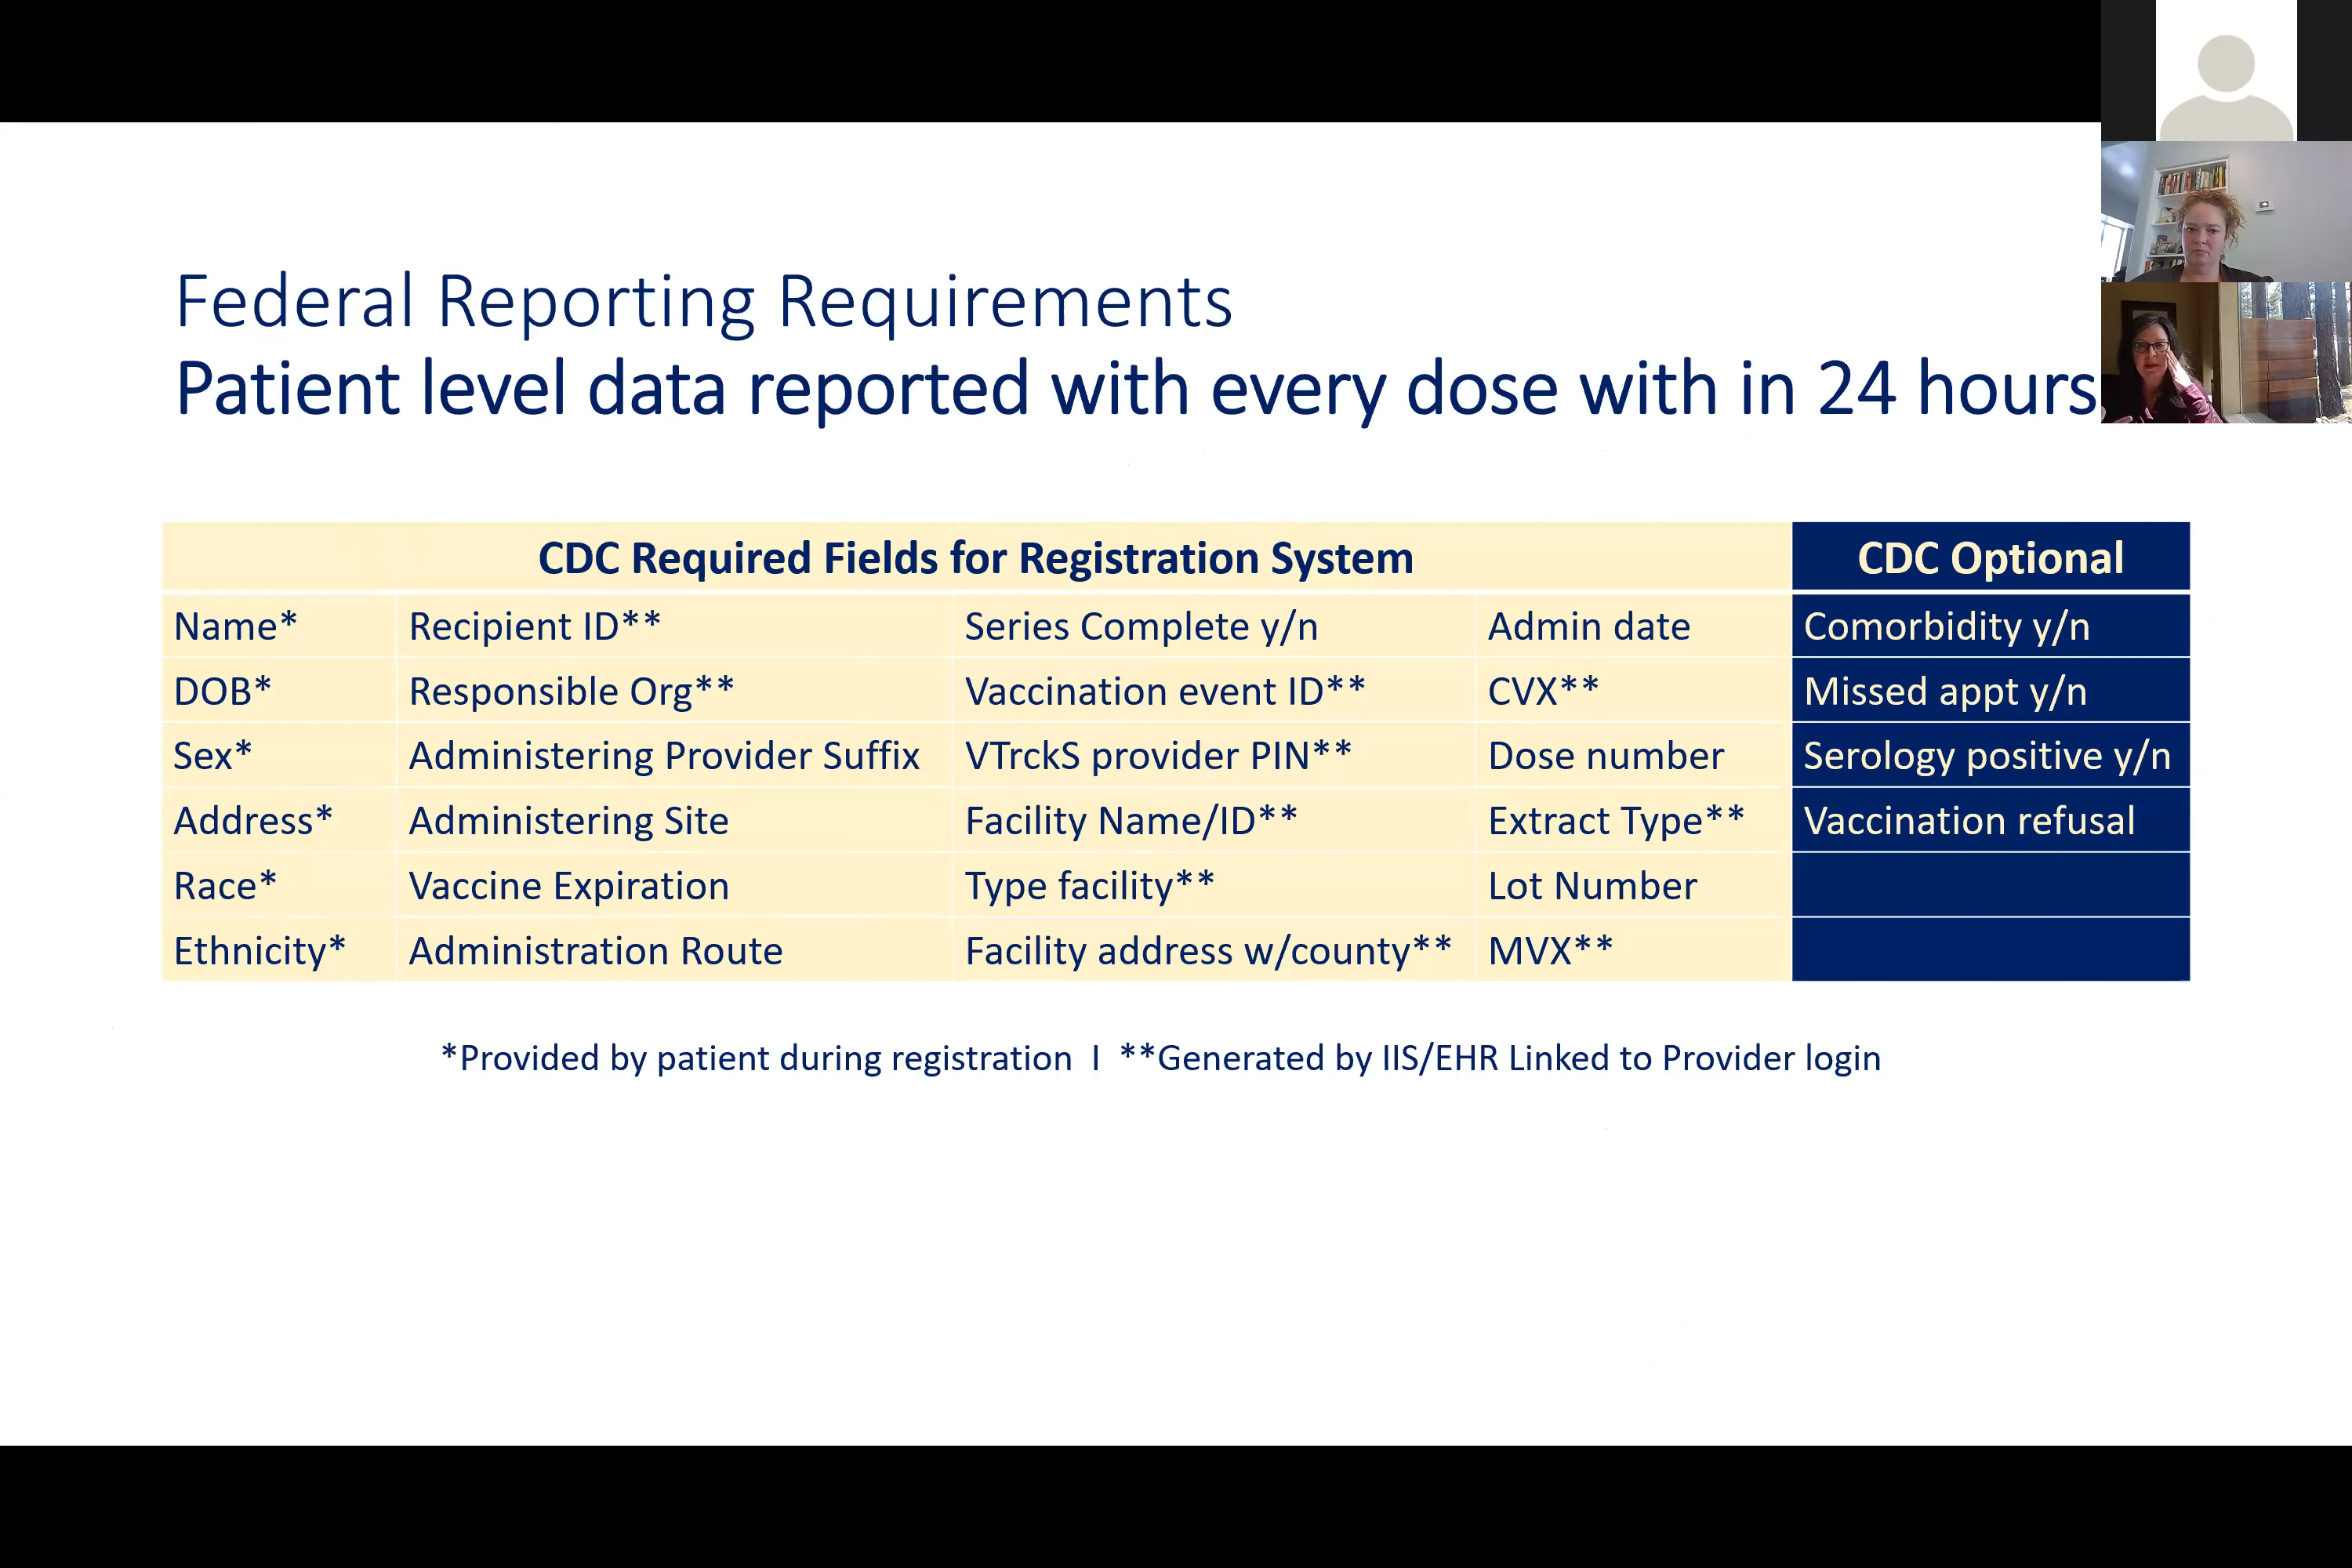 Federal Reporting Requirements
Patient level data reported with every dose with in 24 hours
CDC Required Fields for Registration System CDC Optional
Name* Recipient ID** Series Complete y/n Admin date Comorbidity y/n
DOB* Responsible Org** Vaccination event ID** CVX** Missed appt y/n
Sex* Administering Provider Suffix VTrckS provider PIN** Dose number Serology positive y/n
Address* Administering Site Facility Name/ID** Extract Type** Vaccination refusal
Race* Vaccine Expiration Type facility** Lot Number
Ethnicity* Administration Route Facility address w/county** MVX**
*Provided by patient during registration I **Generated by IIS/EHR Linked to Provider login